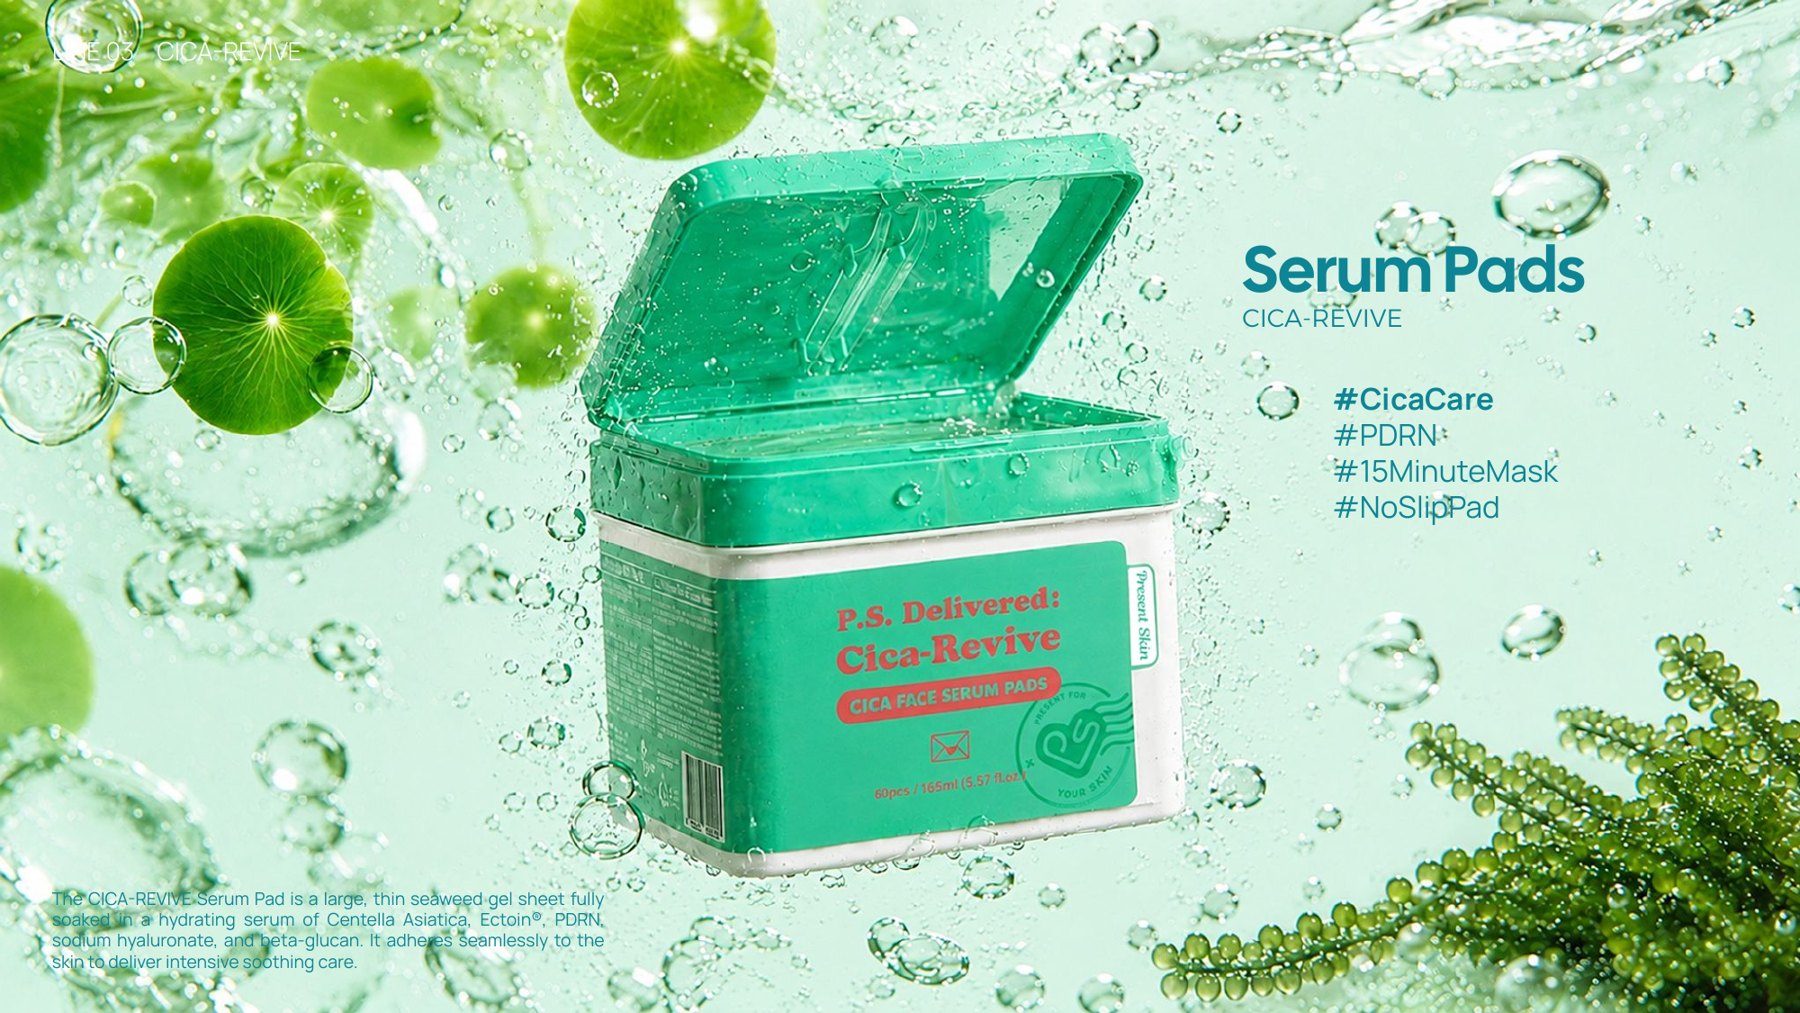 LINE 03 CICA-REVIVE
Serum Pads
CICA-REVIVE
#CicaCare
#PDRN
#15MinuteMask
#NoSlipPad
P.S. Delivered:
Cica-Revive
CICA FACE SERUM PADS
Present Skin
PRESENT FOR
PS
YOUR SKIN
60pcs / 165ml (5.57 fl.oz.)
The CICA-REVIVE Serum Pad is a large, thin seaweed gel sheet fully
soaked in a hydrating serum of Centella Asiatica, Ectoin®, PDRN,
sodium hyaluronate, and beta-glucan. It adheres seamlessly to the
skin to deliver intensive soothing care.